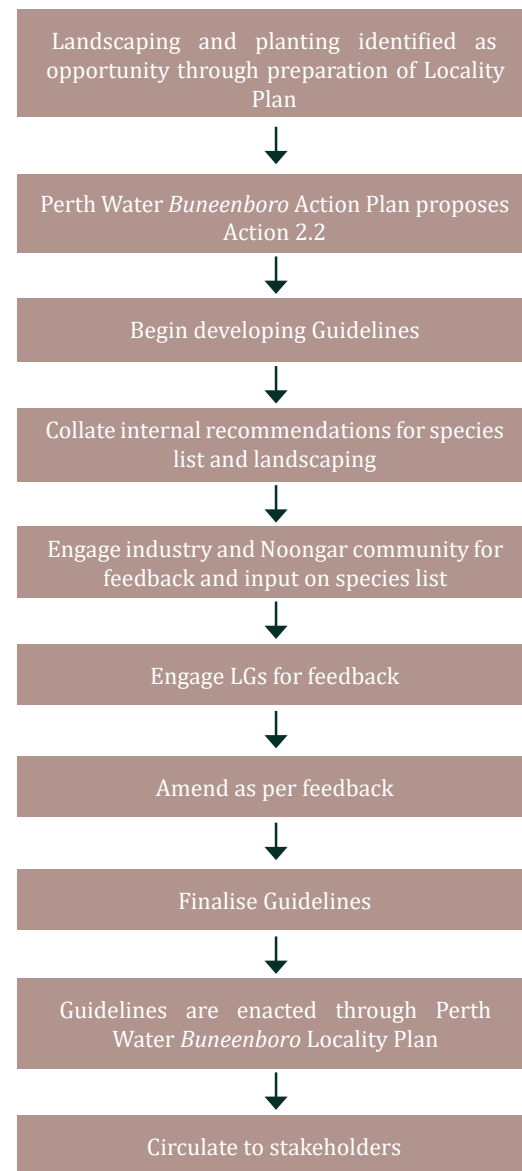 Landscaping and planting identified as
opportunity through preparation of Locality
Plan
Perth Water Buneenboro Action Plan proposes
Action 2.2
Begin developing Guidelines
Collate internal recommendations for species
list and landscaping
Engage industry and Noongar community for
feedback and input on species list
Engage LGs for feedback
Amend as per feedback
Finalise Guidelines
Guidelines are enacted through Perth
Water Buneenboro Locality Plan
Circulate to stakeholders